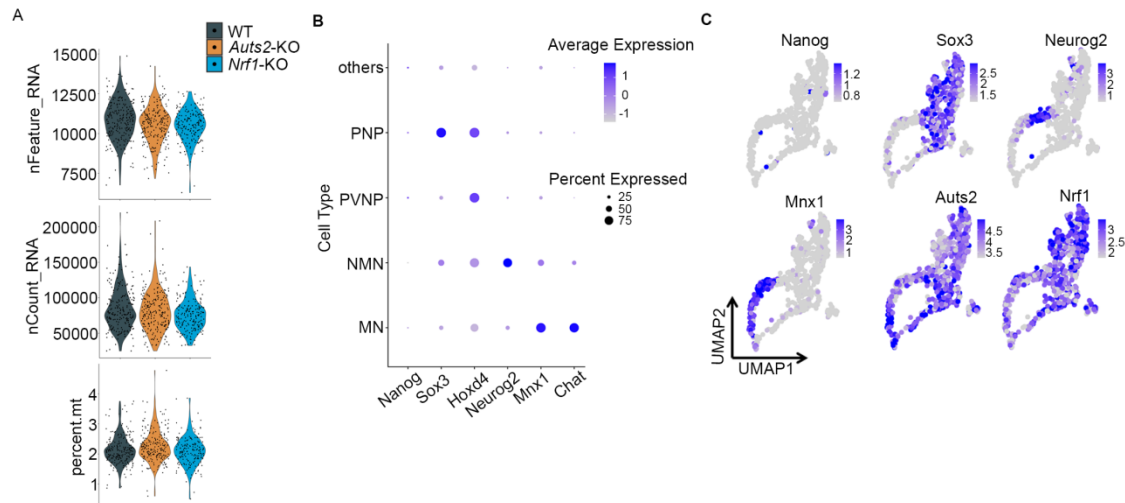 A
WT
Auts2-KO
Nrf1-KO
nFeature_RNA
15000
12500
10000
7500
nCount_RNA
200000
150000
100000
50000
percent.mt
4
3
2
1
B
Cell Type
others
PNP
PVNP
NMN
MN
Nanog
Sox3
Hoxd4
Neurog2
Mnx1
Chat
Average Expression
1
0
-1
Percent Expressed
25
50
75
C
Nanog
1.2
0.8
Sox3
2.5
1.5
Neurog2
3
2
1
Mnx1
3
2
1
Auts2
4.5
4
3.5
Nrf1
3
2.5
2
UMAP2
UMAP1